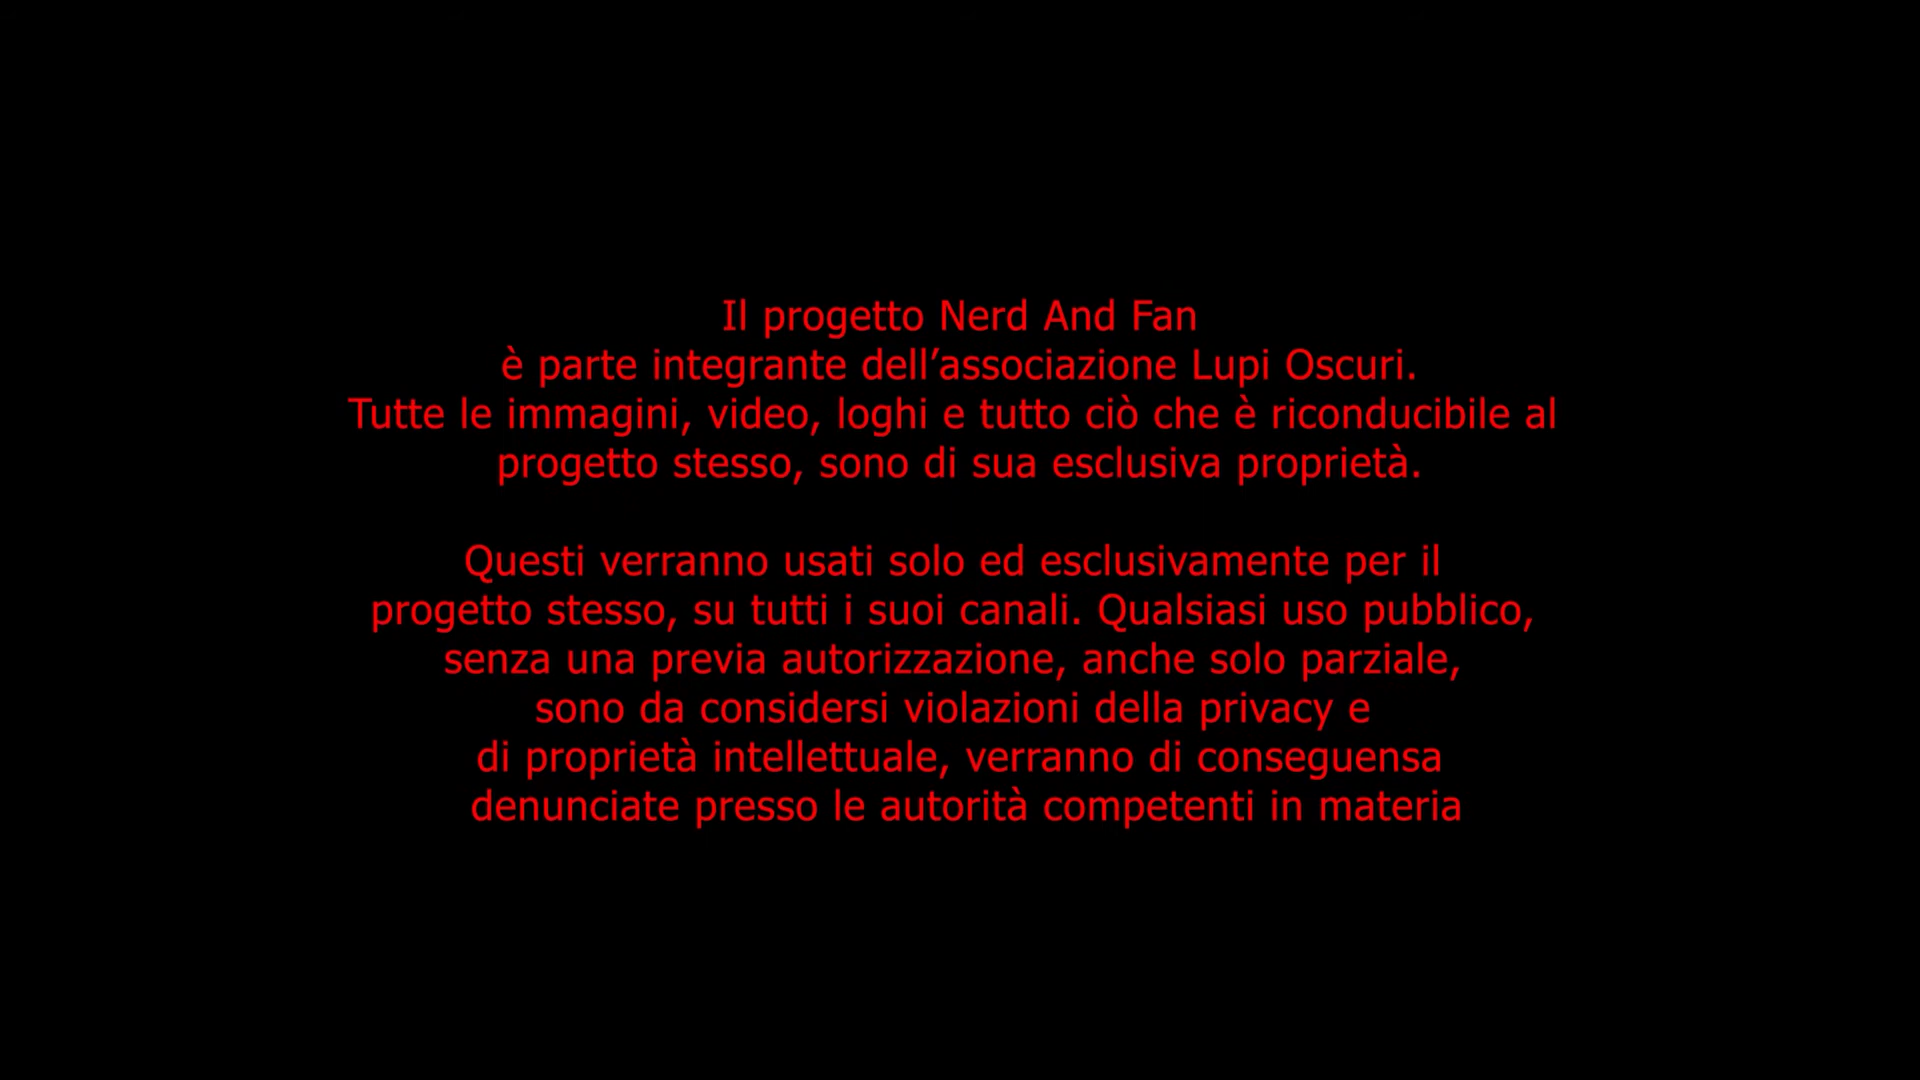 Il progetto Nerd And Fan
è parte integrante dell’associazione Lupi Oscuri.
Tutte le immagini, video, loghi e tutto ciò che è riconducibile al
progetto stesso, sono di sua esclusiva proprietà.
Questi verranno usati solo ed esclusivamente per il
progetto stesso, su tutti i suoi canali. Qualsiasi uso pubblico,
senza una previa autorizzazione, anche solo parziale,
sono da considersi violazioni della privacy e
di proprietà intellettuale, verranno di conseguensa
denunciate presso le autorità competenti in materia